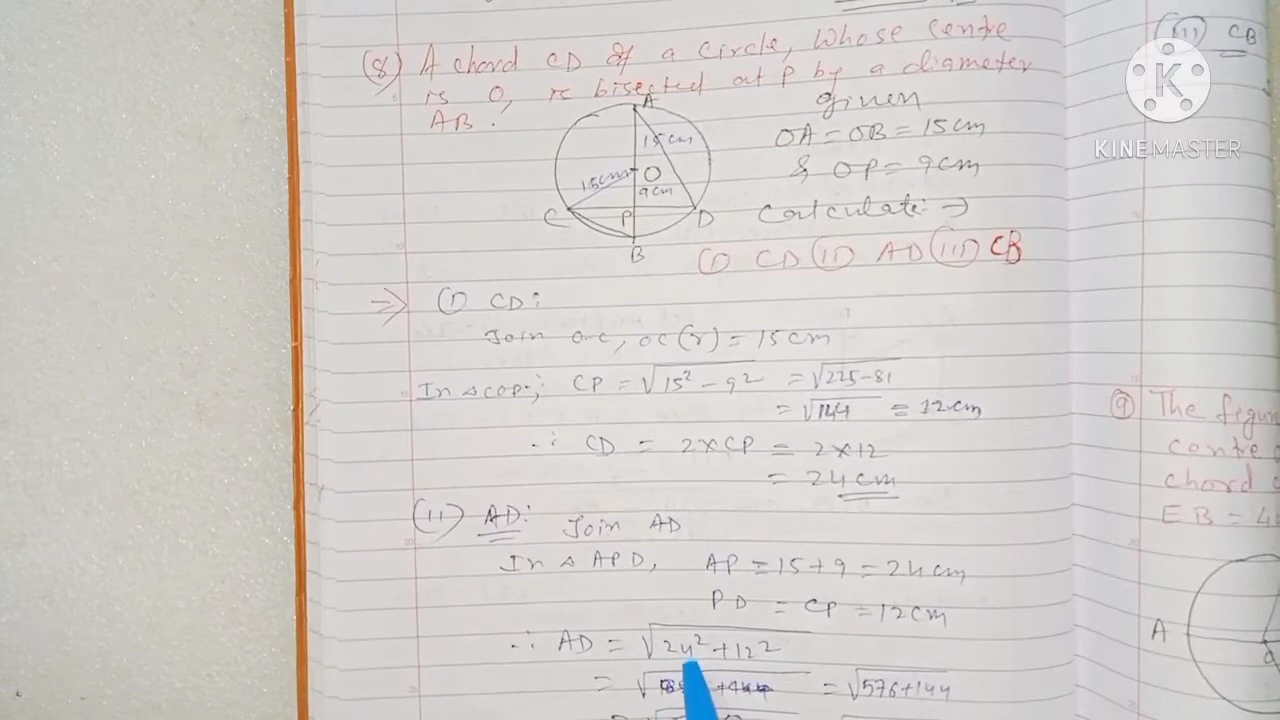 (8) A chord CD of a circle, whose centre
is O, is bisected at P by a diameter
AB.
given
OA = OB = 15cm
& OP = 9cm
Calculate →
(i) CD (ii) AD (iii) CB
A
15cm
15cm
O
9cm
C
P
D
B
⇒ (i) CD:
Join oc, oc(r) = 15cm
In △ COP:, CP = √15² - 9² = √225-81
= √144 = 12cm
∴ CD = 2×CP = 2×12
= 24cm
(ii) AD: Join AD
In △ APD, AP = 15+9 = 24cm
PD = CP = 12cm
∴ AD = √24² + 12²
= √576+144
(iii) CB
K
KINEMASTER
(9) The figure
centre
chord
EB = 4
A